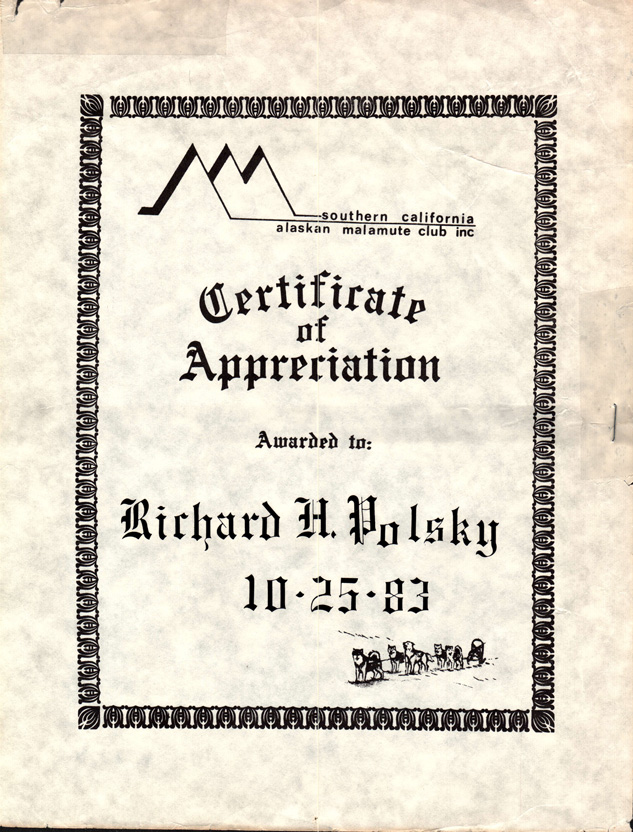 southern california
alaskan malamute club inc
Certificate
of
Appreciation
Awarded to:
Richard H. Polsky
10-25-83